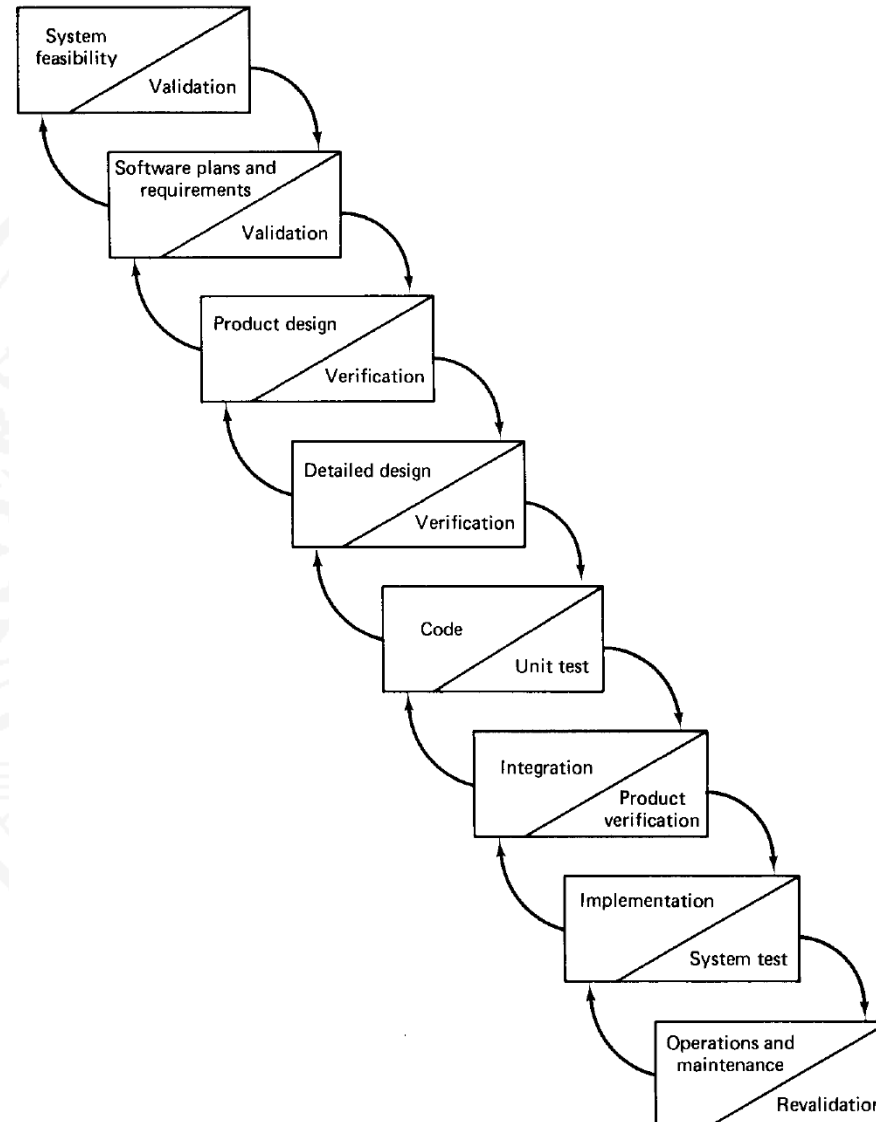 System
feasibility
Validation
Software plans and
requirements
Validation
Product design
Verification
Detailed design
Verification
Code
Unit test
Integration
Product
verification
Implementation
System test
Operations and
maintenance
Revalidation